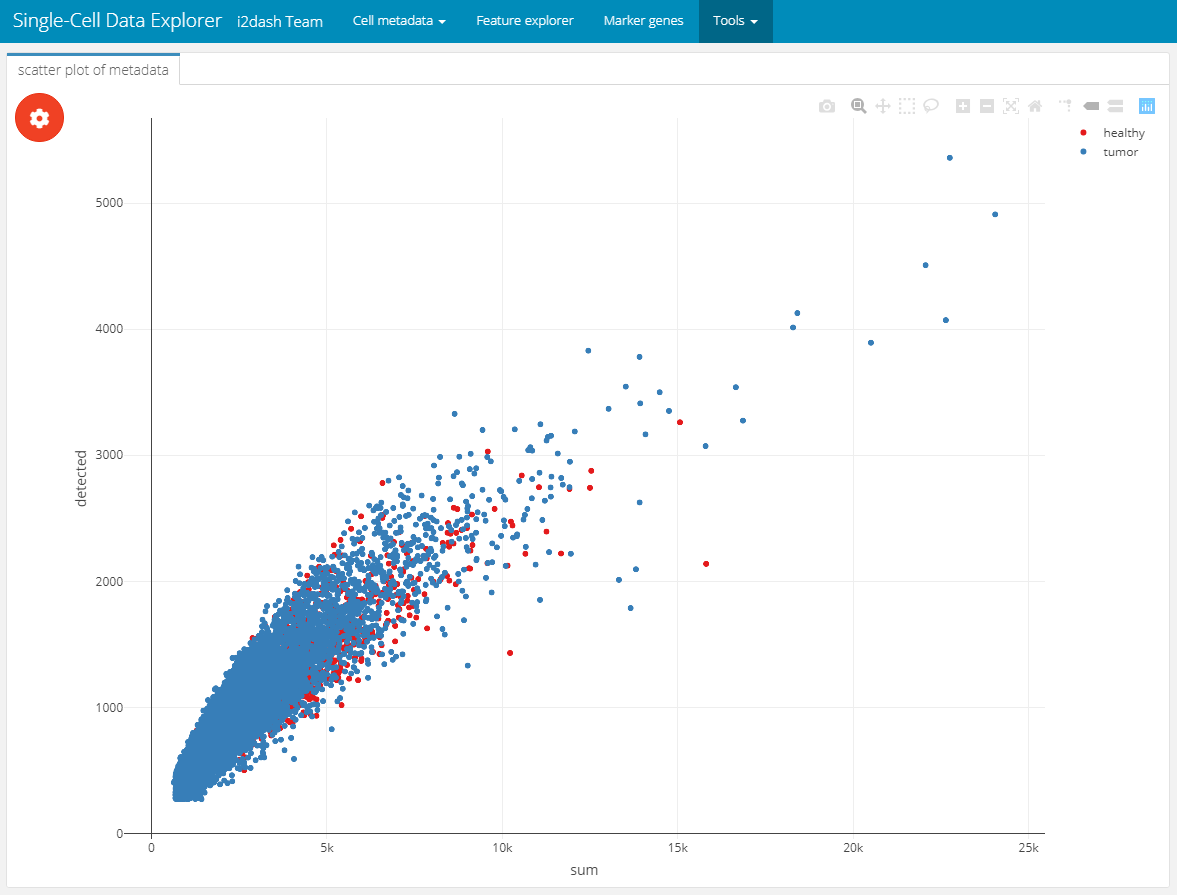 Single-Cell Data Explorer i2dash Team Cell metadata Feature explorer Marker genes Tools
scatter plot of metadata
healthy
tumor
5000
4000
3000
2000
1000
0
detected
0 5k 10k 15k 20k 25k
sum